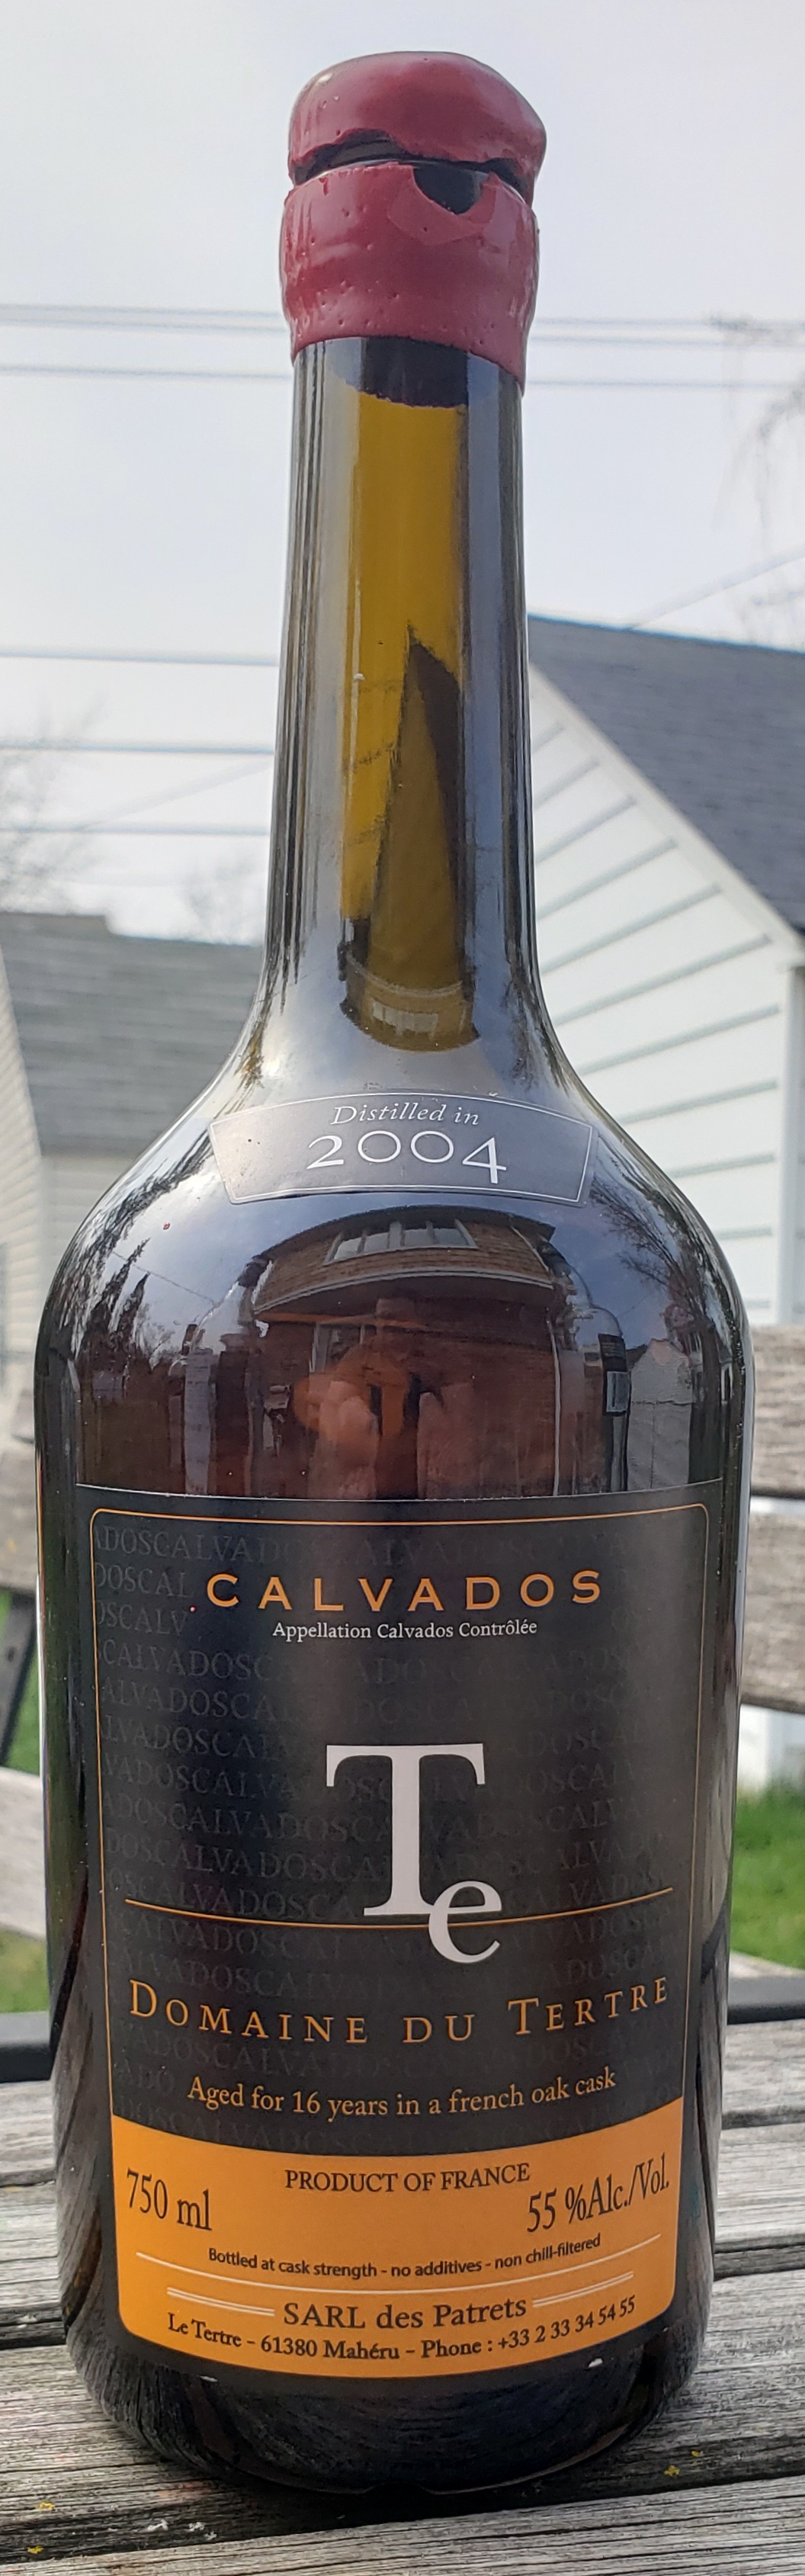 Distilled in
2004
CALVADOS
Appellation Calvados Contrôlée
Te
DOMAINE DU TERTRE
Aged for 16 years in a french oak cask
PRODUCT OF FRANCE
750 ml
55 %Alc./Vol.
Bottled at cask strength - no additives - non chill-filtered
SARL des Patrets
Le Tertre - 61380 Mahéru - Phone : +33 2 33 34 54 55